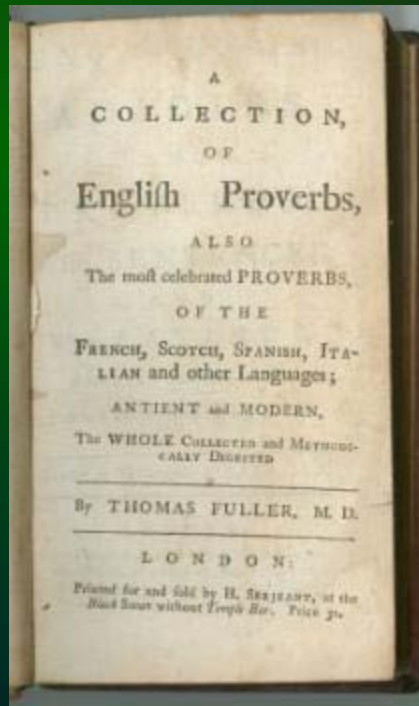 A
COLLECTION,
OF
Engliſh Proverbs,
ALSO
The moſt celebrated PROVERBS,
OF THE
FRENCH, SCOTCH, SPANISH, ITA-
LIAN and other Languages;
ANTIENT and MODERN,
The WHOLE COLLECTED and METHODI-
CALLY DIGESTED
By THOMAS FULLER, M. D.
LONDON:
Printed for and ſold by H. SERJEANT, at the
Black Swan without Temple Bar. Price